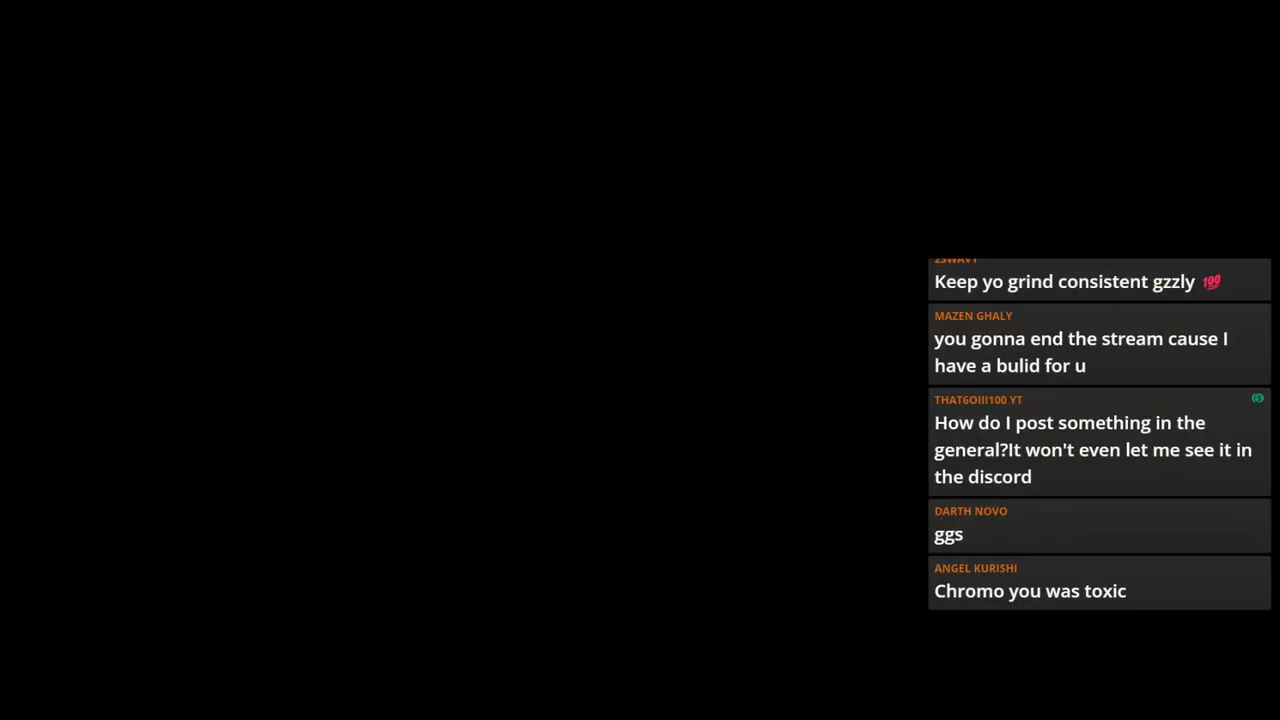 Keep yo grind consistent gzzly 💯
MAZEN GHALY
you gonna end the stream cause I
have a bulid for u
THAT6OIII100 YT
How do I post something in the
general?It won't even let me see it in
the discord
DARTH NOVO
ggs
ANGEL KURISHI
Chromo you was toxic